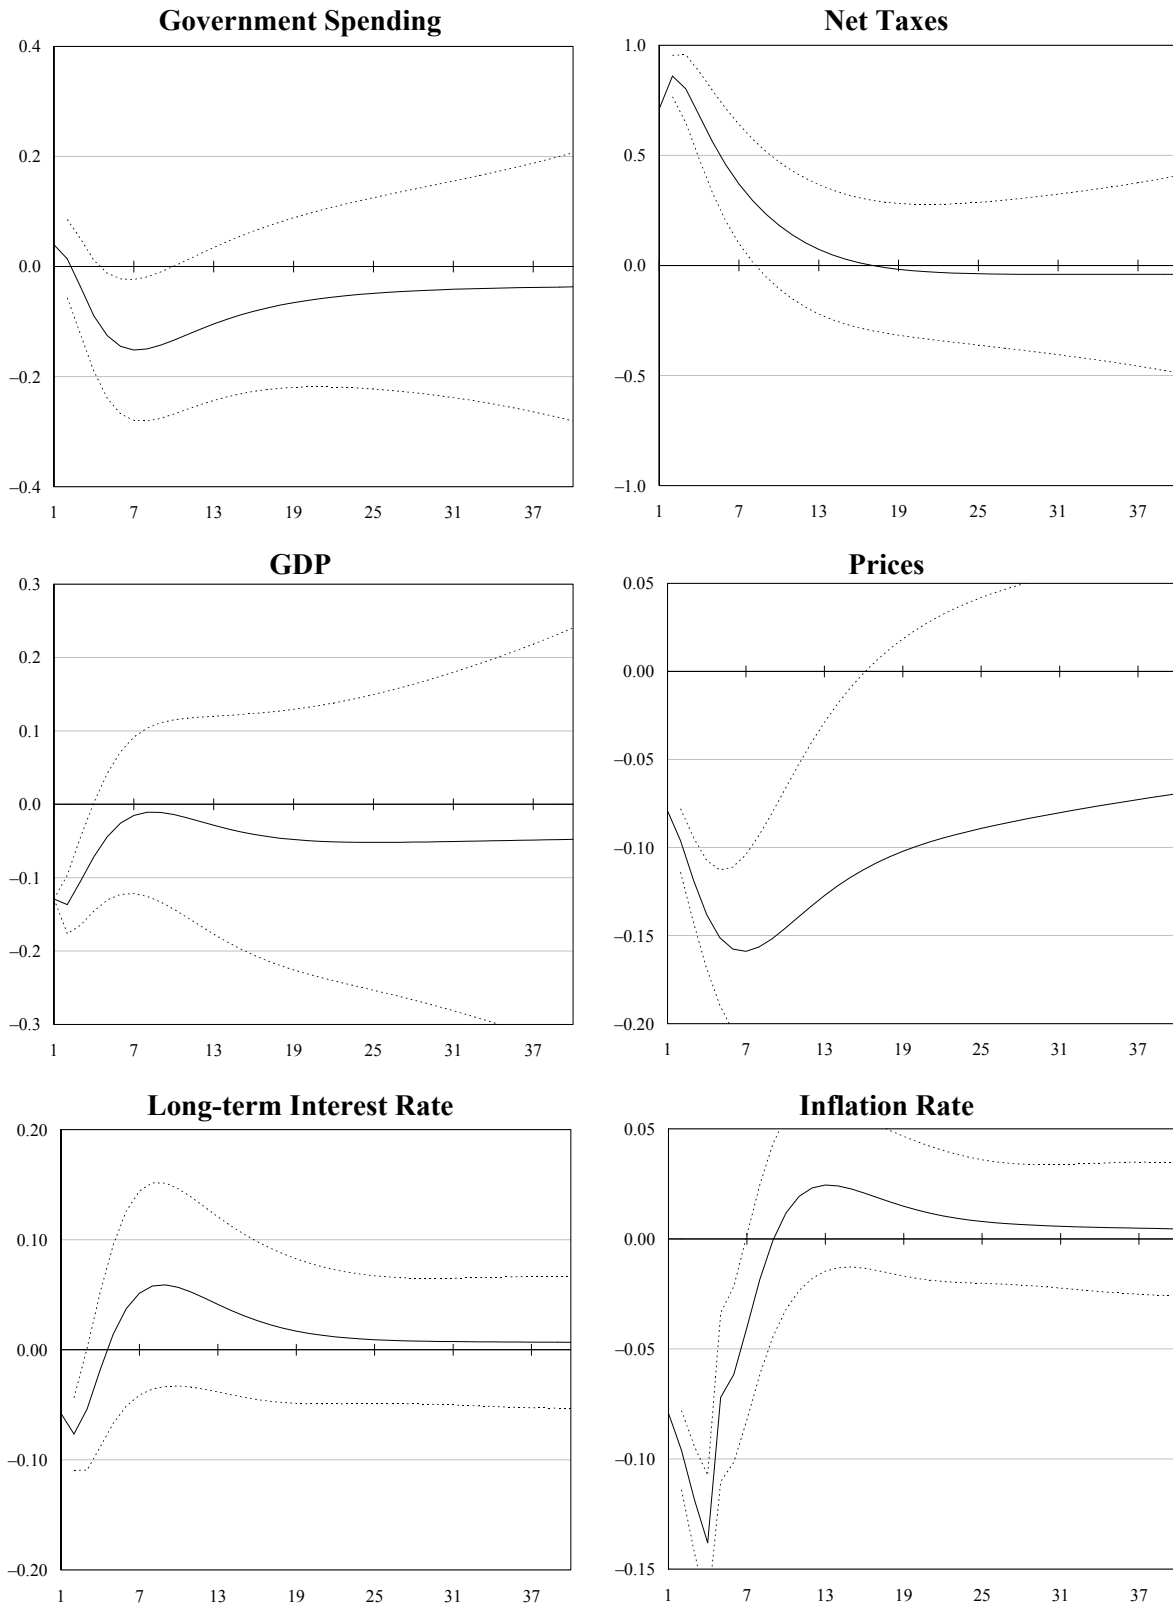 Government Spending
0.4
0.2
0.0
–0.2
–0.4
1 7 13 19 25 31 37
Net Taxes
1.0
0.5
0.0
–0.5
–1.0
1 7 13 19 25 31 37
GDP
0.3
0.2
0.1
0.0
–0.1
–0.2
–0.3
1 7 13 19 25 31 37
Prices
0.05
0.00
–0.05
–0.10
–0.15
–0.20
1 7 13 19 25 31 37
Long-term Interest Rate
0.20
0.10
0.00
–0.10
–0.20
1 7 13 19 25 31 37
Inflation Rate
0.05
0.00
–0.05
–0.10
–0.15
1 7 13 19 25 31 37